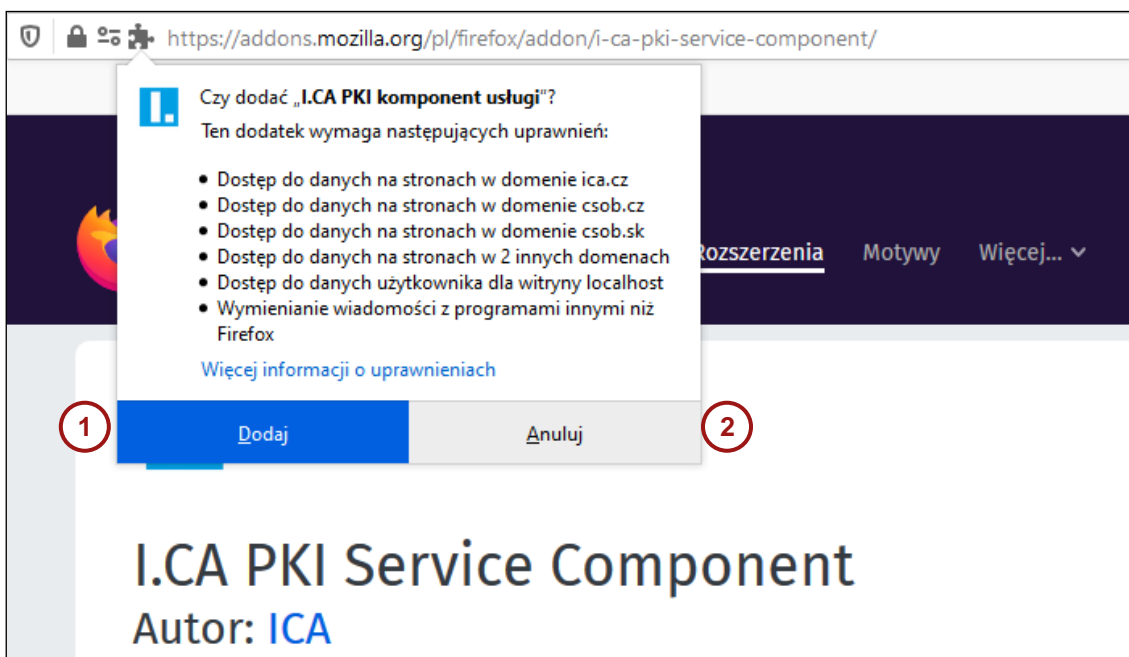 https://addons.mozilla.org/pl/firefox/addon/i-ca-pki-service-component/
I.
Czy dodać „I.CA PKI komponent usługi”?
Ten dodatek wymaga następujących uprawnień:
• Dostęp do danych na stronach w domenie ica.cz
• Dostęp do danych na stronach w domenie csob.cz
• Dostęp do danych na stronach w domenie csob.sk
• Dostęp do danych na stronach w 2 innych domenach
• Dostęp do danych użytkownika dla witryny localhost
• Wymienianie wiadomości z programami innymi niż
Firefox
Więcej informacji o uprawnieniach
Rozszerzenia Motywy Więcej...
1 Dodaj Anuluj 2
I.CA PKI Service Component
Autor: ICA